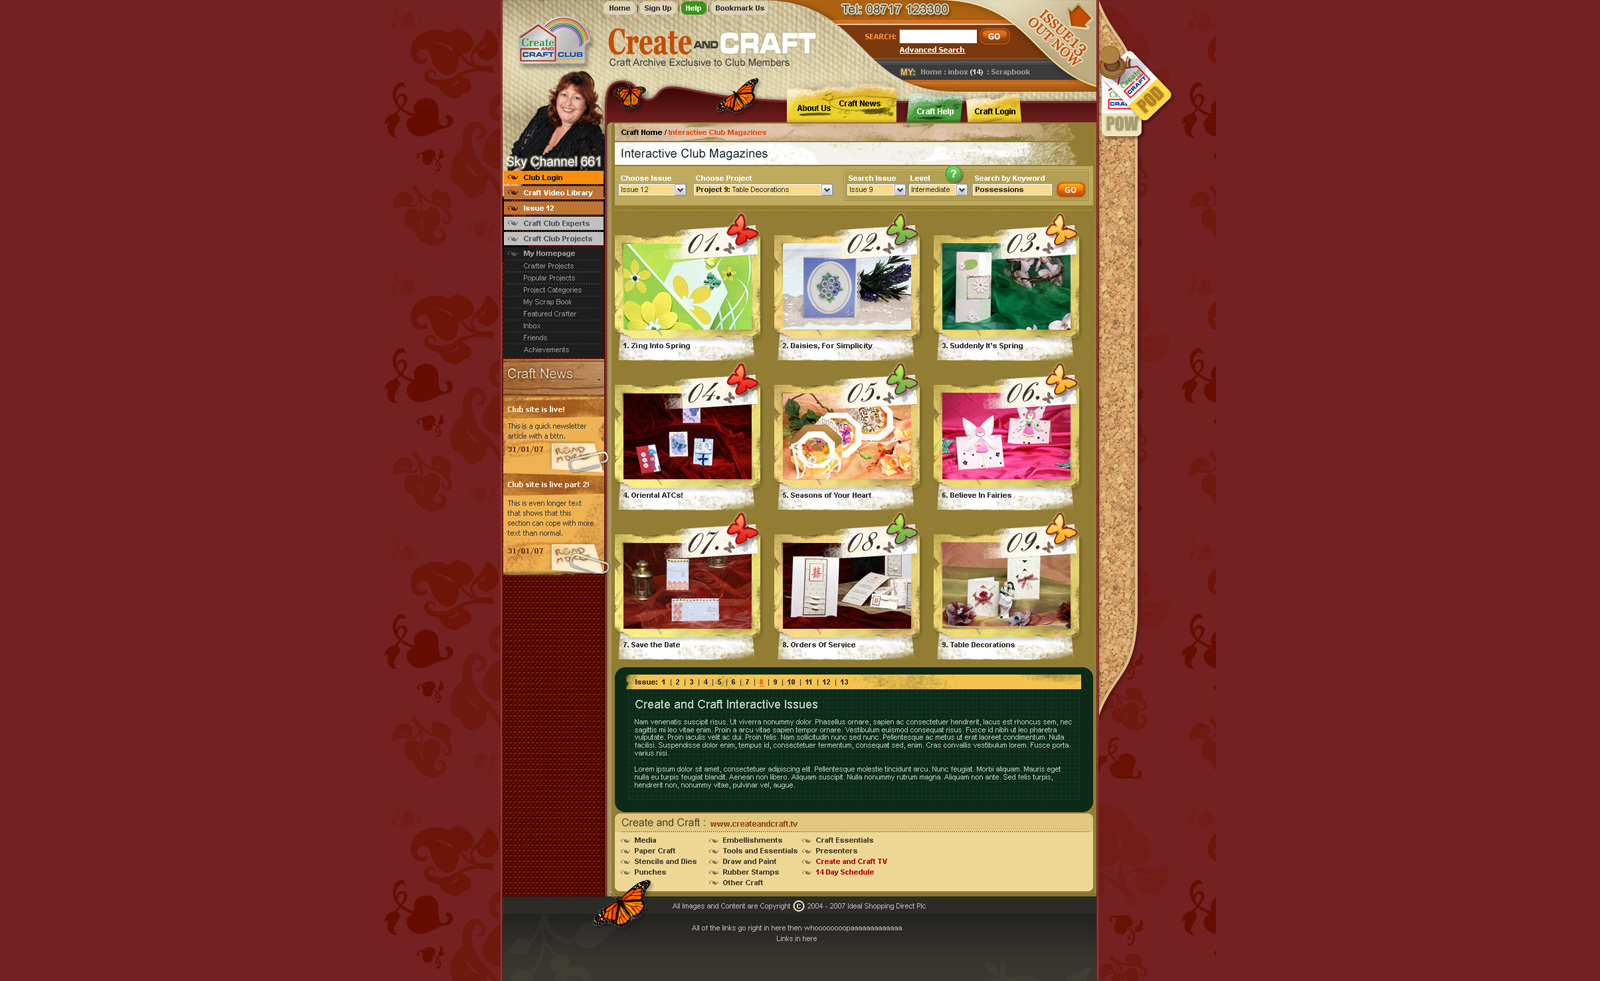 Home | Sign Up | Help | Bookmark Us
Tel: 08717 123300
Create AND CRAFT CLUB
Create AND CRAFT
Craft Archive Exclusive to Club Members
SEARCH: GO
Advanced Search
MY: Home : inbox (14) : Scrapbook
ISSUE 13 OUT NOW
POD
POW
About Us
Craft News
Craft Help
Craft Login
Sky Channel 661
Craft Home / Interactive Club Magazines
Interactive Club Magazines
Choose Issue
Issue 12
Choose Project
Project 9: Table Decorations
Search Issue
Issue 9
Level
Intermediate
?
Search by Keyword
Possessions
GO
Club Login
Craft Video Library
Issue 12
Craft Club Experts
Craft Club Projects
My Homepage
Crafter Projects
Popular Projects
Project Categories
My Scrap Book
Featured Crafter
Inbox
Friends
Achievements
Craft News
Club site is live!
This is a quick newsletter
article with a bttn.
31/01/07
READ MORE
Club site is live part 2!
This is even longer text
that shows that this
section can cope with more
text than normal.
31/01/07
READ MORE
01.
1. Zing Into Spring
02.
2. Daisies, For Simplicity
03.
3. Suddenly It's Spring
04.
4. Oriental ATCs!
05.
5. Seasons of Your Heart
06.
6. Believe In Fairies
07.
7. Save the Date
08.
8. Orders Of Service
09.
9. Table Decorations
Issue: 1 | 2 | 3 | 4 | 5 | 6 | 7 | 8 | 9 | 10 | 11 | 12 | 13
Create and Craft Interactive Issues
Nam venenatis suscipit risus. Ut viverra nonummy dolor. Phasellus ornare, sapien ac consectetuer hendrerit, lacus est rhoncus sem, nec
sagittis mi leo vitae enim. Proin a arcu vitae sapien tempor ornare. Vestibulum euismod consequat risus. Fusce id nibh ut leo pharetra
vulputate. Proin iaculis velit ac dui. Proin felis. Nam sollicitudin nunc sed nunc. Pellentesque ac metus ut erat laoreet condimentum. Nulla
facilisi. Suspendisse dolor enim, tempus id, consectetuer fermentum, consequat sed, enim. Cras convallis vestibulum lorem. Fusce porta
varius nisi.
Lorem ipsum dolor sit amet, consectetuer adipiscing elit. Pellentesque molestie tincidunt arcu. Nunc feugiat. Morbi aliquam. Mauris eget
nulla eu turpis feugiat blandit. Aenean non libero. Aliquam suscipit. Nulla nonummy rutrum magna. Aliquam non ante. Sed felis turpis,
hendrerit non, nonummy vitae, pulvinar vel, augue.
Create and Craft : www.createandcraft.tv
Media
Paper Craft
Stencils and Dies
Punches
Embellishments
Tools and Essentials
Draw and Paint
Rubber Stamps
Other Craft
Craft Essentials
Presenters
Create and Craft TV
14 Day Schedule
All Images and Content are Copyright © 2004 - 2007 Ideal Shopping Direct Plc
All of the links go right in here then whooooooopaaaaaaaaaaaaa
Links in here